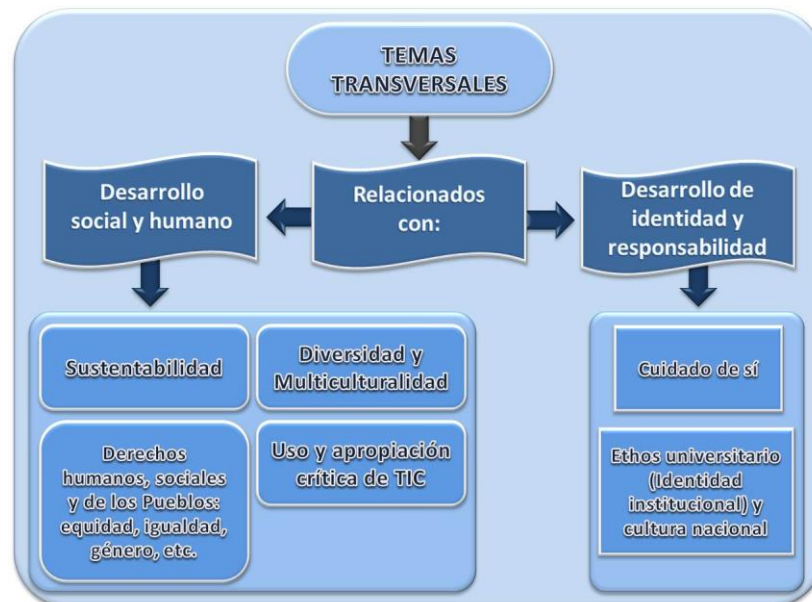 TEMAS
TRANSVERSALES
Desarrollo
social y humano
Relacionados
con:
Desarrollo de
identidad y
responsabilidad
Sustentabilidad
Diversidad y
Multiculturalidad
Derechos
humanos, sociales
y de los Pueblos:
equidad, igualdad,
género, etc.
Uso y apropiación
crítica de TIC
Cuidado de sí
Ethos universitario
(Identidad
institucional) y
cultura nacional